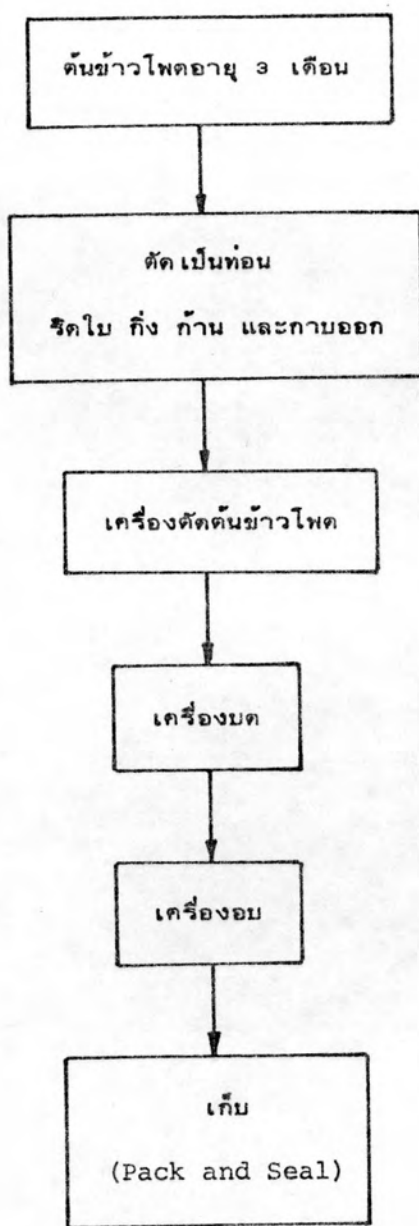 ต้นข้าวโพดอายุ 3 เดือน
ตัดเป็นท่อน
ริดใบ กิ่ง ก้าน และกาบออก
เครื่องตัดต้นข้าวโพด
เครื่องบด
เครื่องอบ
เก็บ
(Pack and Seal)